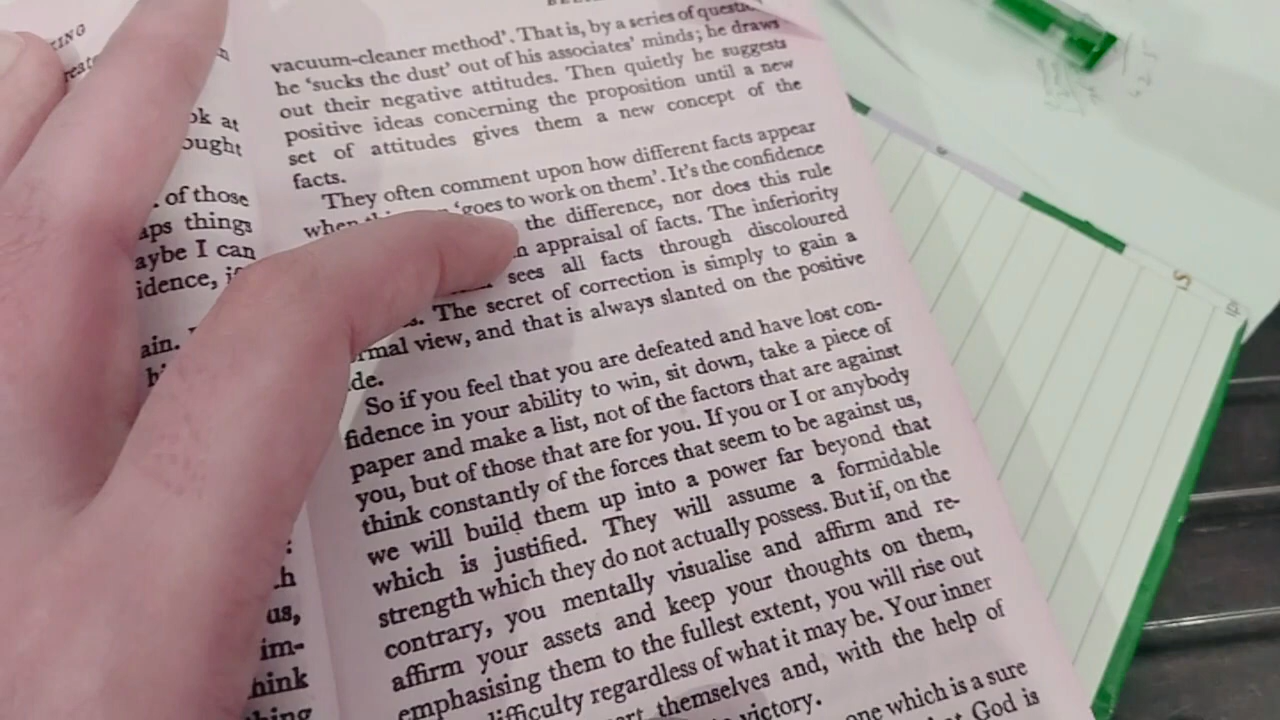 KING
ok at
ought
of those
aps things
aybe I can
idence, if
ain.
h
us,
im-
hink
thing
vacuum-cleaner method'. That is, by a series of
he 'sucks the dust' out of his associates' minds; he draws
out their negative attitudes. Then quietly he suggests
positive ideas concerning the proposition until a new
set of attitudes gives them a new concept of the
facts.
They often comment upon how different facts appear
when 'goes to work on them'. It's the confidence
the difference, nor does this rule
appraisal of facts. The inferiority
sees all facts through discoloured
The secret of correction is simply to gain a
rmal view, and that is always slanted on the positive
de.
So if you feel that you are defeated and have lost con-
fidence in your ability to win, sit down, take a piece of
paper and make a list, not of the factors that are against
you, but of those that are for you. If you or I or anybody
think constantly of the forces that seem to be against us,
we will build them up into a power far beyond that
which is justified. They will assume a formidable
strength which they do not actually possess. But if, on the
contrary, you mentally visualise and affirm and re-
affirm your assets and keep your thoughts on them,
emphasising them to the fullest extent, you will rise out
difficulty regardless of what it may be. Your inner
themselves and, with the help of
victory.
one which is a sure
God is